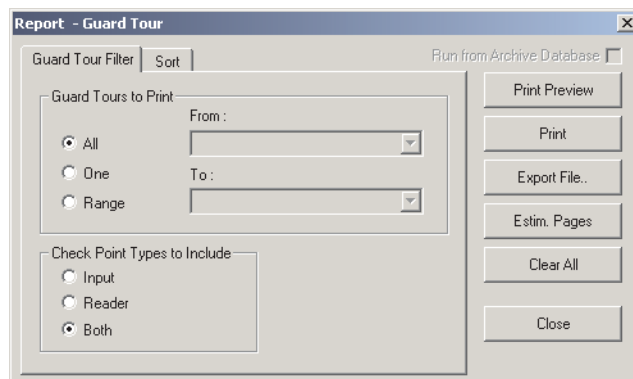 Report - Guard Tour
Guard Tour Filter
Sort
Run from Archive Database
Guard Tours to Print
From :
All
One
To :
Range
Check Point Types to Include
Input
Reader
Both
Print Preview
Print
Export File..
Estim. Pages
Clear All
Close